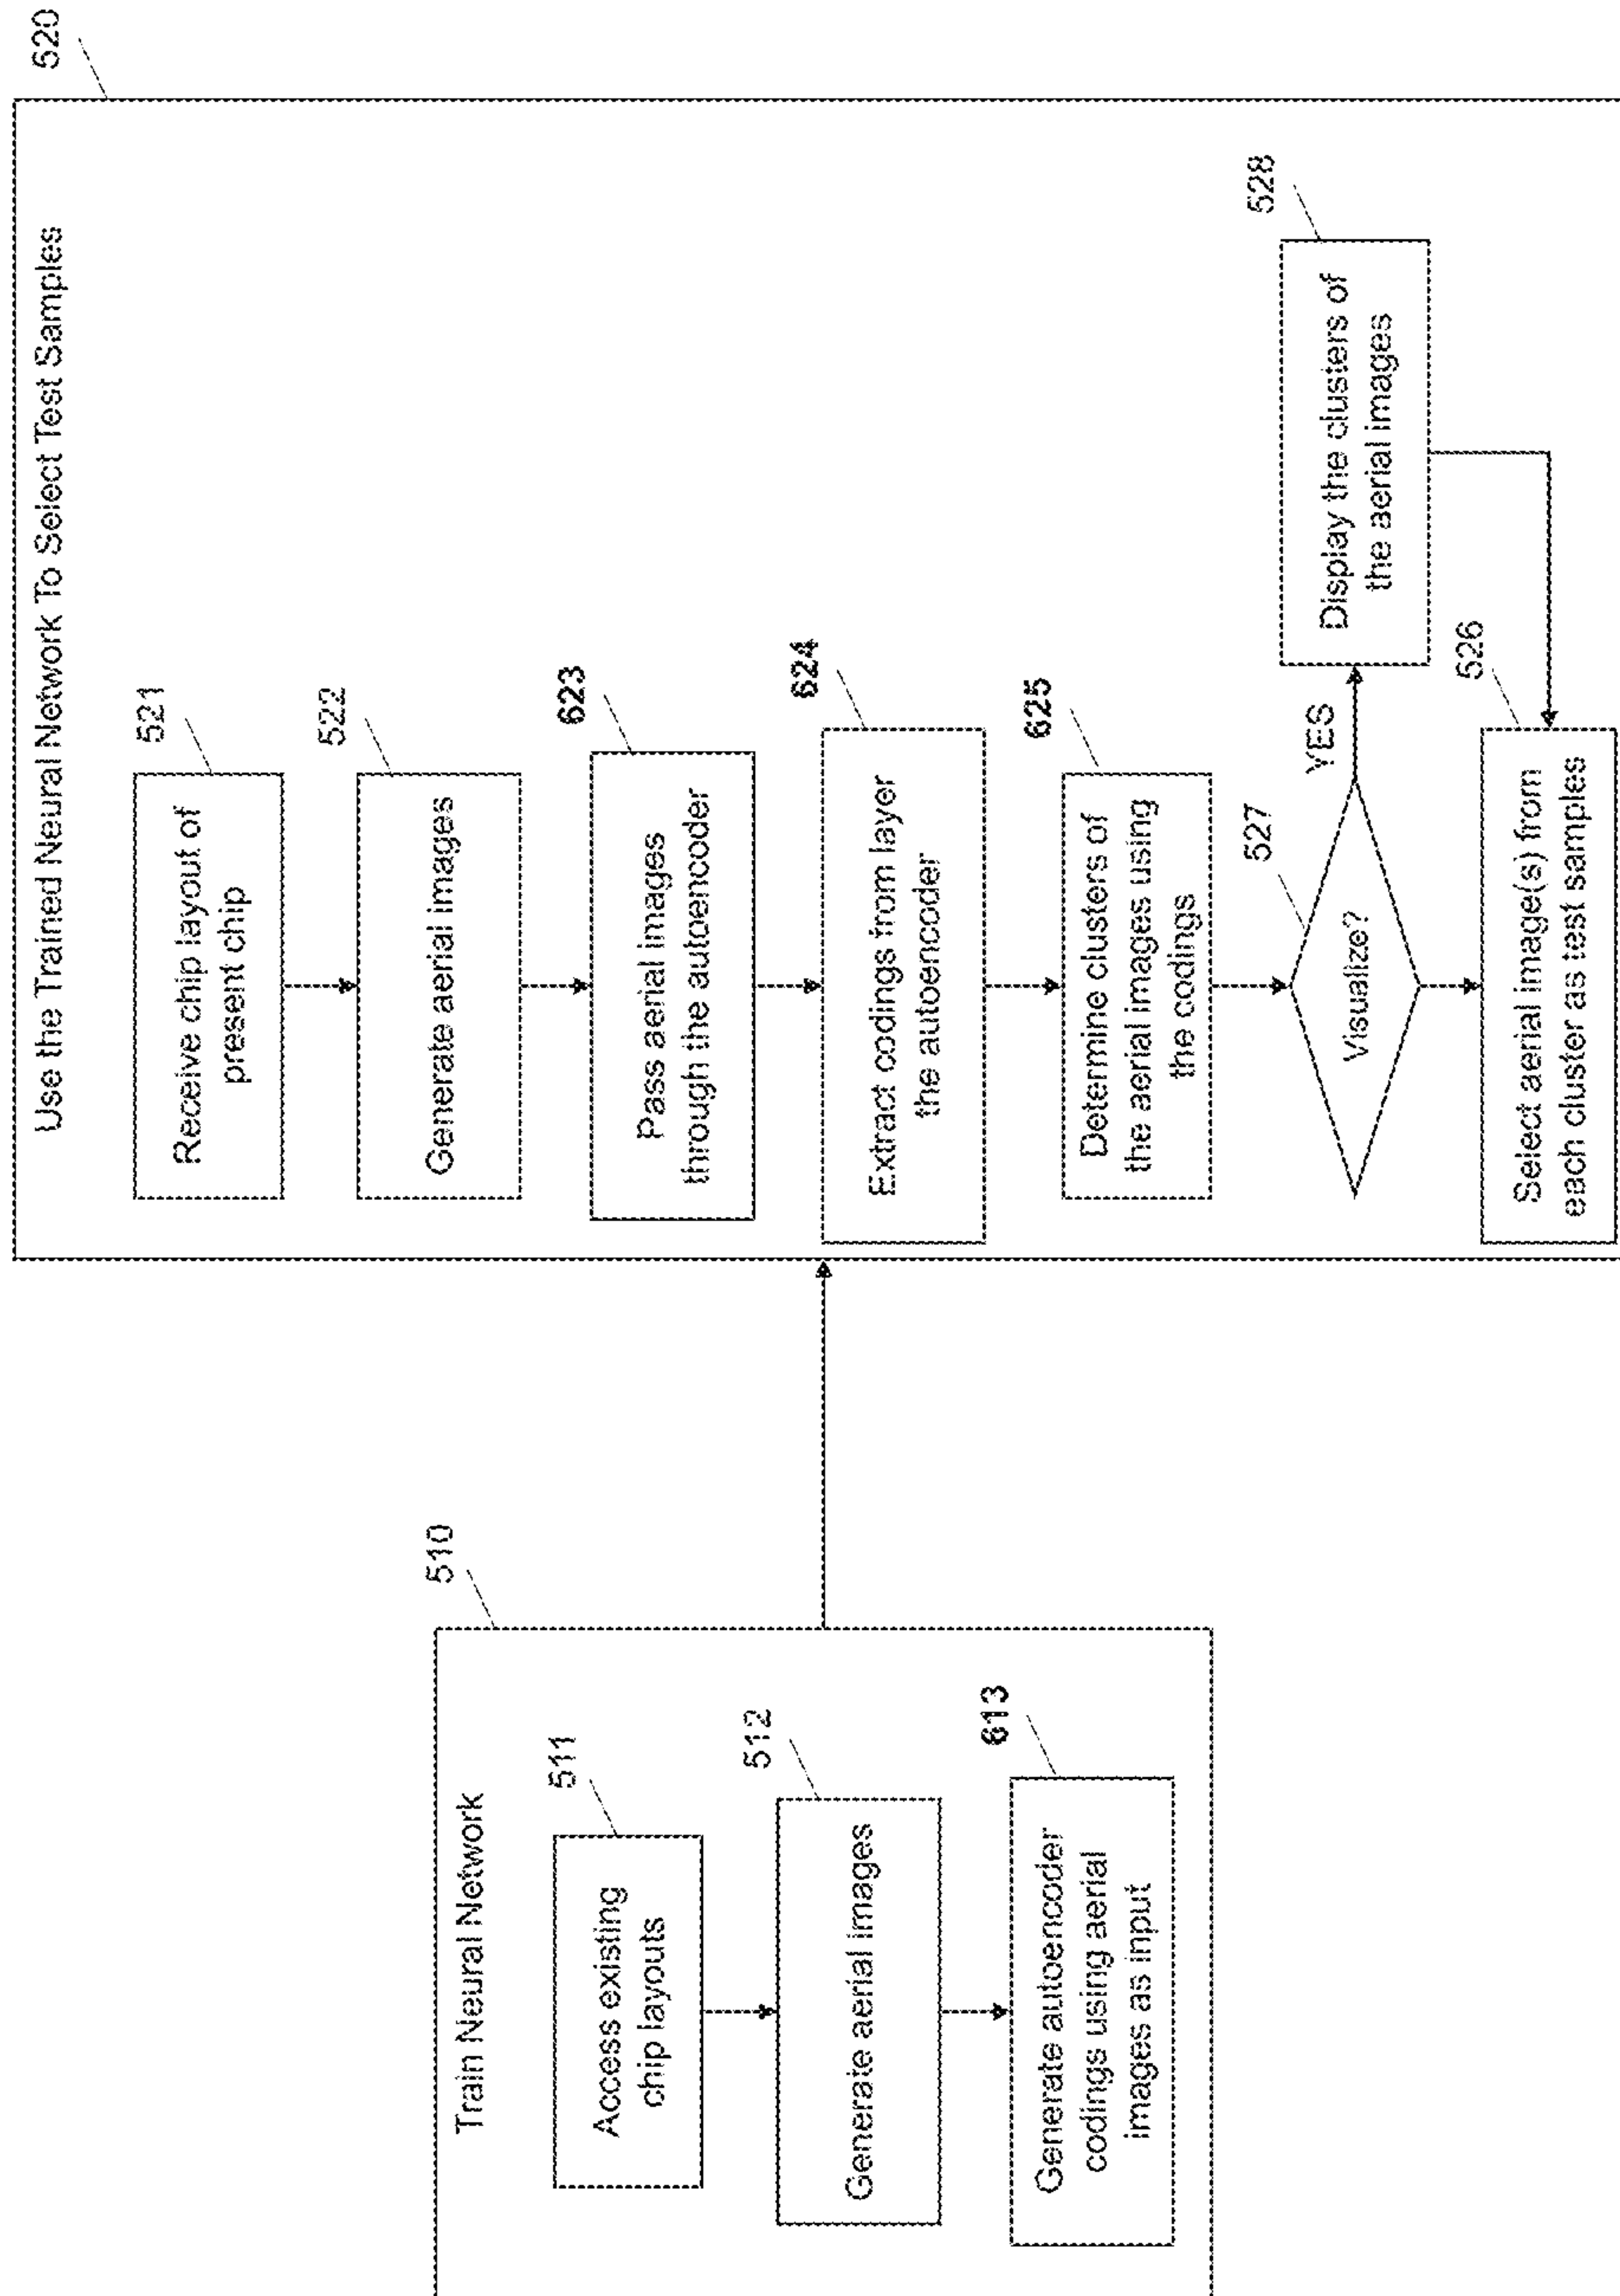 510
Train Neural Network
511
Access existing
chip layouts
512
Generate aerial images
613
Generate autoencoder
codings using aerial
images as input
520
Use the Trained Neural Network To Select Test Samples
521
Receive chip layout of
present chip
522
Generate aerial images
623
Pass aerial images
through the autoencoder
624
Extract codings from layer
the autoencoder
625
Determine clusters of
the aerial images using
the codings
527
Visualize?
YES
528
Display the clusters of
the aerial images
526
Select aerial image(s) from
each cluster as test samples